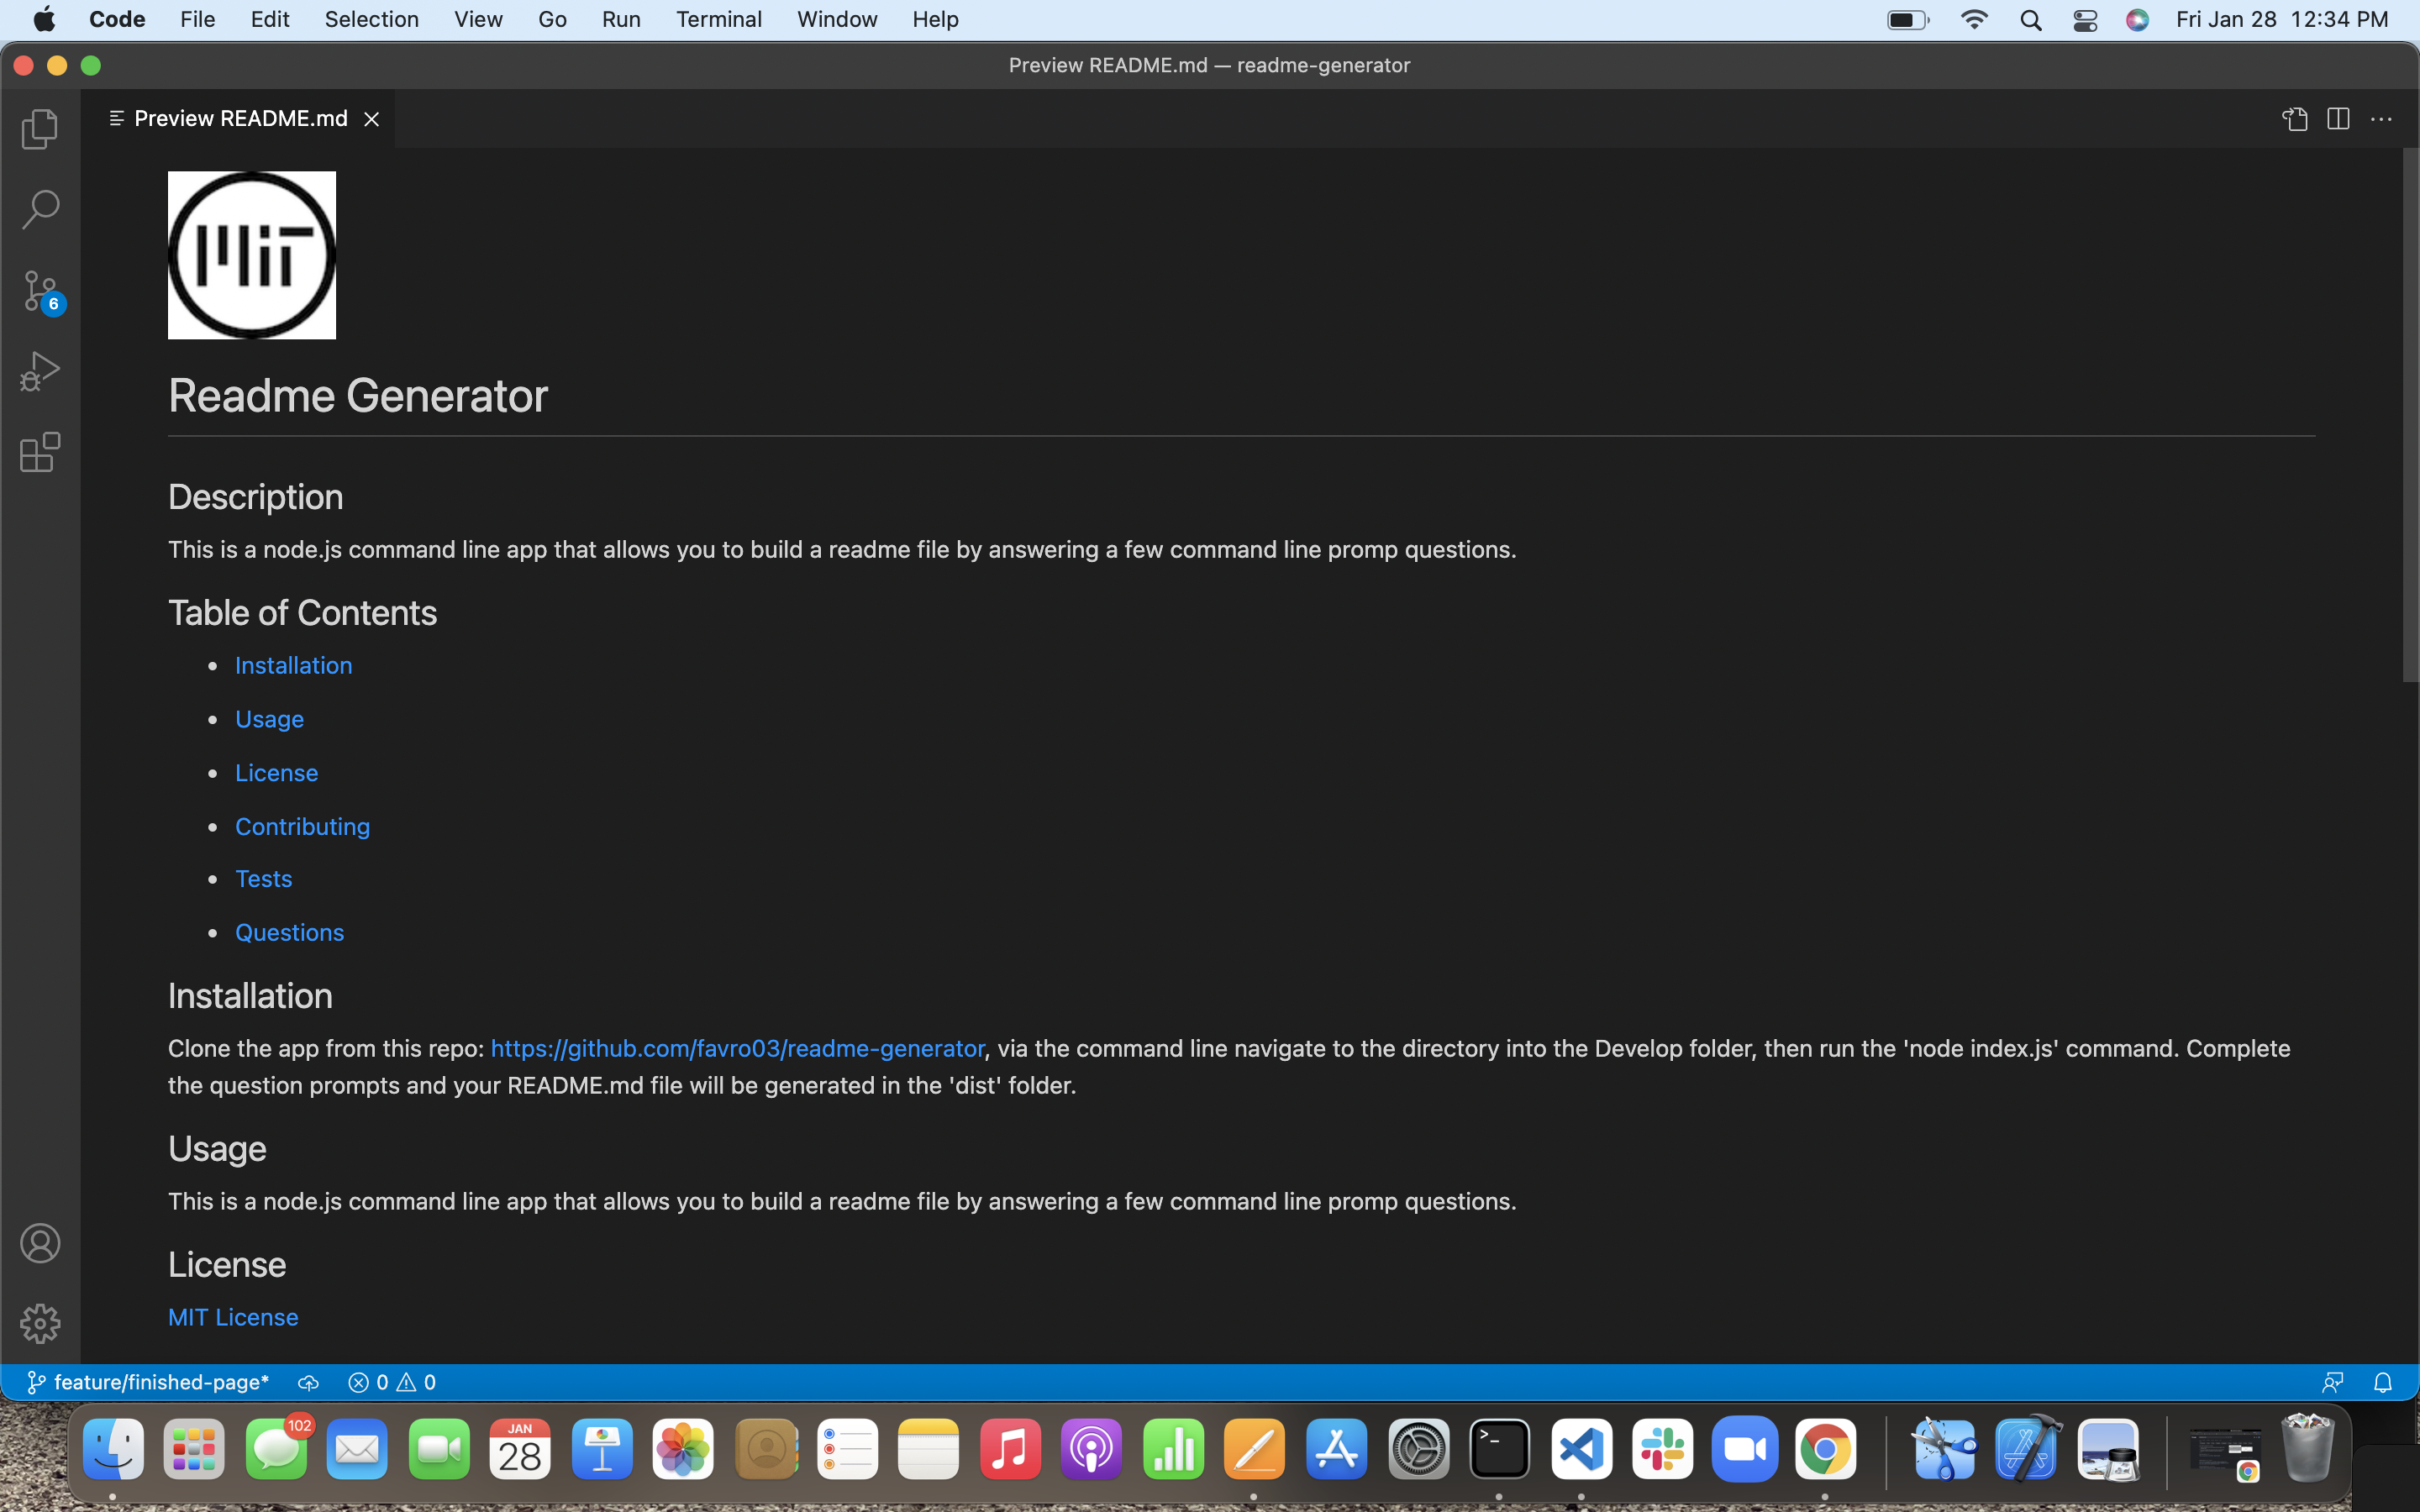 Code File Edit Selection View Go Run Terminal Window Help Fri Jan 28 12:34 PM
Preview README.md — readme-generator
Preview README.md
MIT
Readme Generator
Description
This is a node.js command line app that allows you to build a readme file by answering a few command line promp questions.
Table of Contents
• Installation
• Usage
• License
• Contributing
• Tests
• Questions
Installation
Clone the app from this repo: https://github.com/favro03/readme-generator, via the command line navigate to the directory into the Develop folder, then run the 'node index.js' command. Complete
the question prompts and your README.md file will be generated in the 'dist' folder.
Usage
This is a node.js command line app that allows you to build a readme file by answering a few command line promp questions.
License
MIT License
6
feature/finished-page* 0 0
102
JAN
28
>_